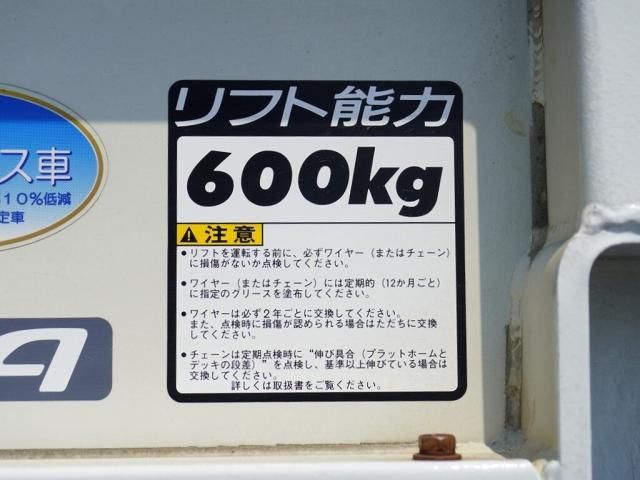 リフト能力
600kg
⚠注意
●リフトを運転する前に、必ずワイヤー（またはチェーン）
に損傷がないか点検してください。
●ワイヤー（またはチェーン）には定期的（12か月ごと）
に指定のグリースを塗布してください。
●ワイヤーは必ず2年ごとに交換してください。
また、点検時に損傷が認められる場合はただちに交換
してください。
●チェーンは定期点検時に“伸び具合（プラットホームと
デッキの段差）”を点検し、基準以上伸びている場合は
交換してください。
詳しくは取扱書をご覧ください。
ス車
10%低減
定車
A